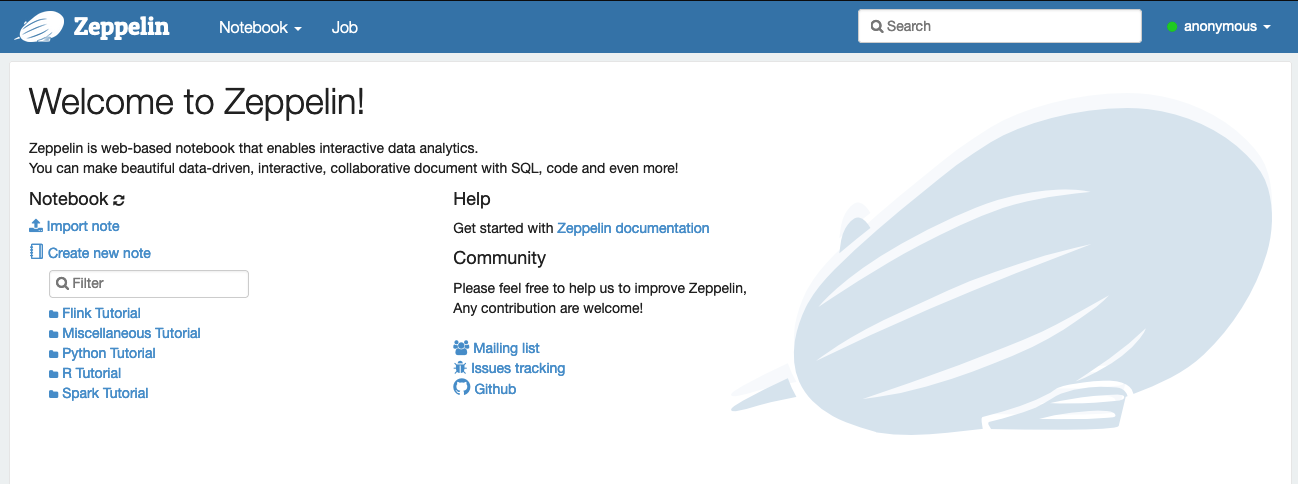 Zeppelin
Notebook
Job
Search
anonymous
Welcome to Zeppelin!
Zeppelin is web-based notebook that enables interactive data analytics.
You can make beautiful data-driven, interactive, collaborative document with SQL, code and even more!
Notebook
Import note
Create new note
Filter
Flink Tutorial
Miscellaneous Tutorial
Python Tutorial
R Tutorial
Spark Tutorial
Help
Get started with Zeppelin documentation
Community
Please feel free to help us to improve Zeppelin,
Any contribution are welcome!
Mailing list
Issues tracking
Github